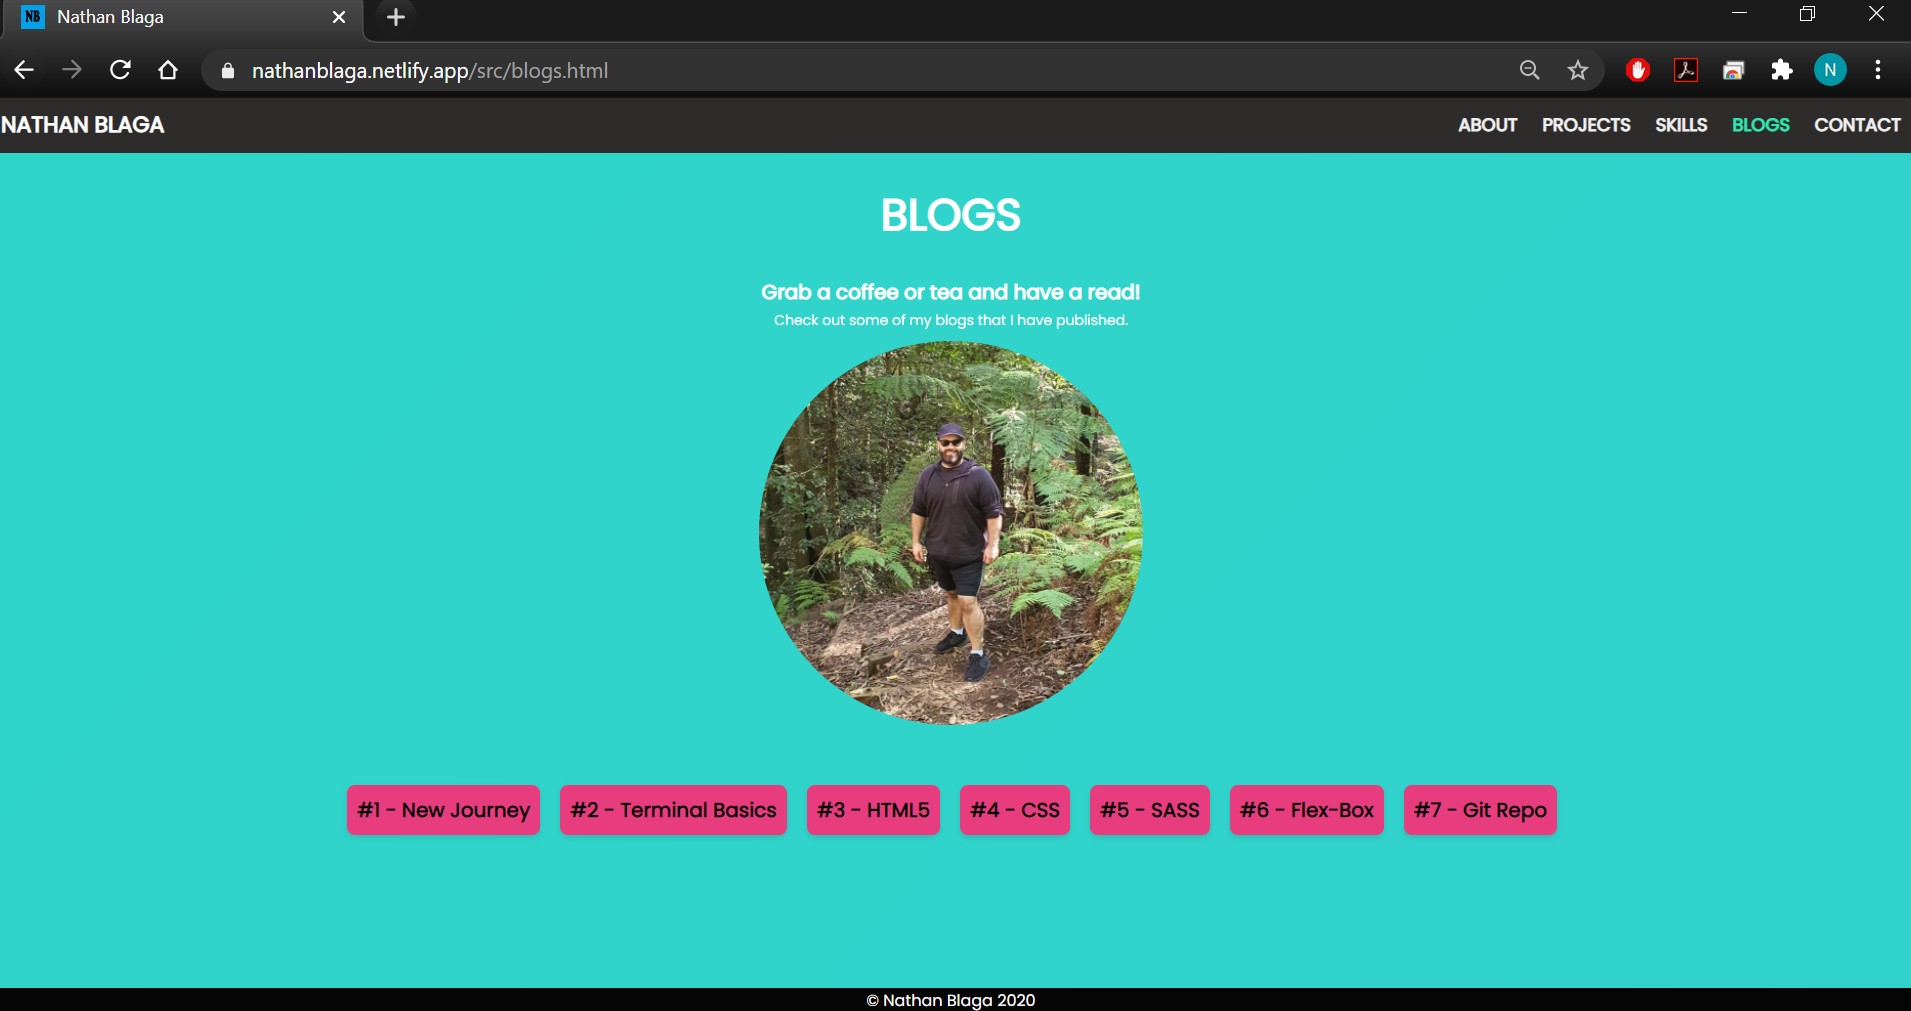 NB Nathan Blaga
nathanblaga.netlify.app/src/blogs.html N
NATHAN BLAGA ABOUT PROJECTS SKILLS BLOGS CONTACT
BLOGS
Grab a coffee or tea and have a read!
Check out some of my blogs that I have published.
#1 - New Journey #2 - Terminal Basics #3 - HTML5 #4 - CSS #5 - SASS #6 - Flex-Box #7 - Git Repo
© Nathan Blaga 2020